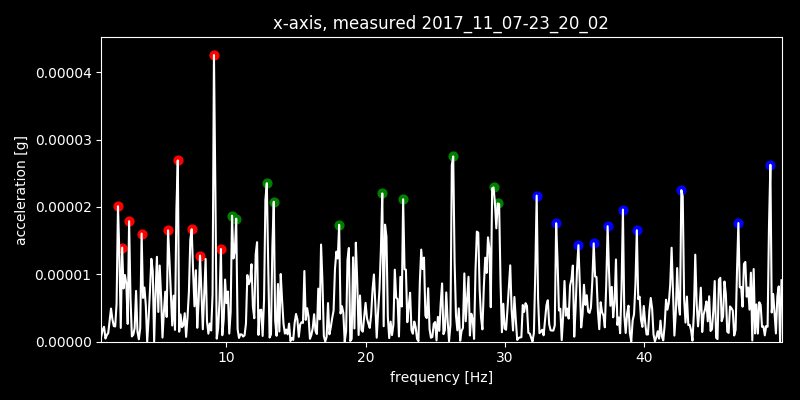 x-axis, measured 2017_11_07-23_20_02
0.00004
0.00003
0.00002
0.00001
0.00000
acceleration [g]
10 20 30 40
frequency [Hz]